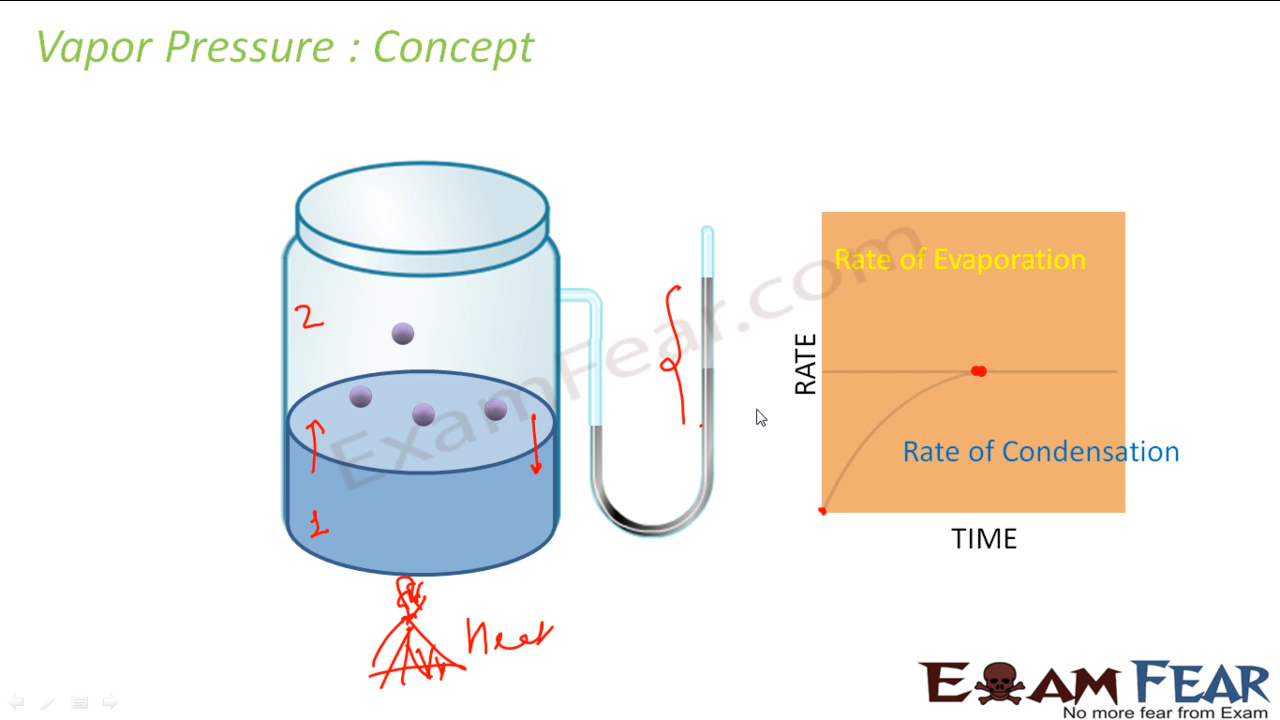 Vapor Pressure : Concept
ExamFear.com
2
1
Heat
RATE
Rate of Evaporation
Rate of Condensation
TIME
EXAM FEAR
No more fear from Exam